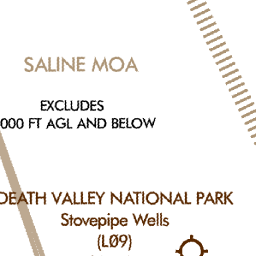 SALINE MOA
EXCLUDES
000 FT AGL AND BELOW
DEATH VALLEY NATIONAL PARK
Stovepipe Wells
(LØ9)